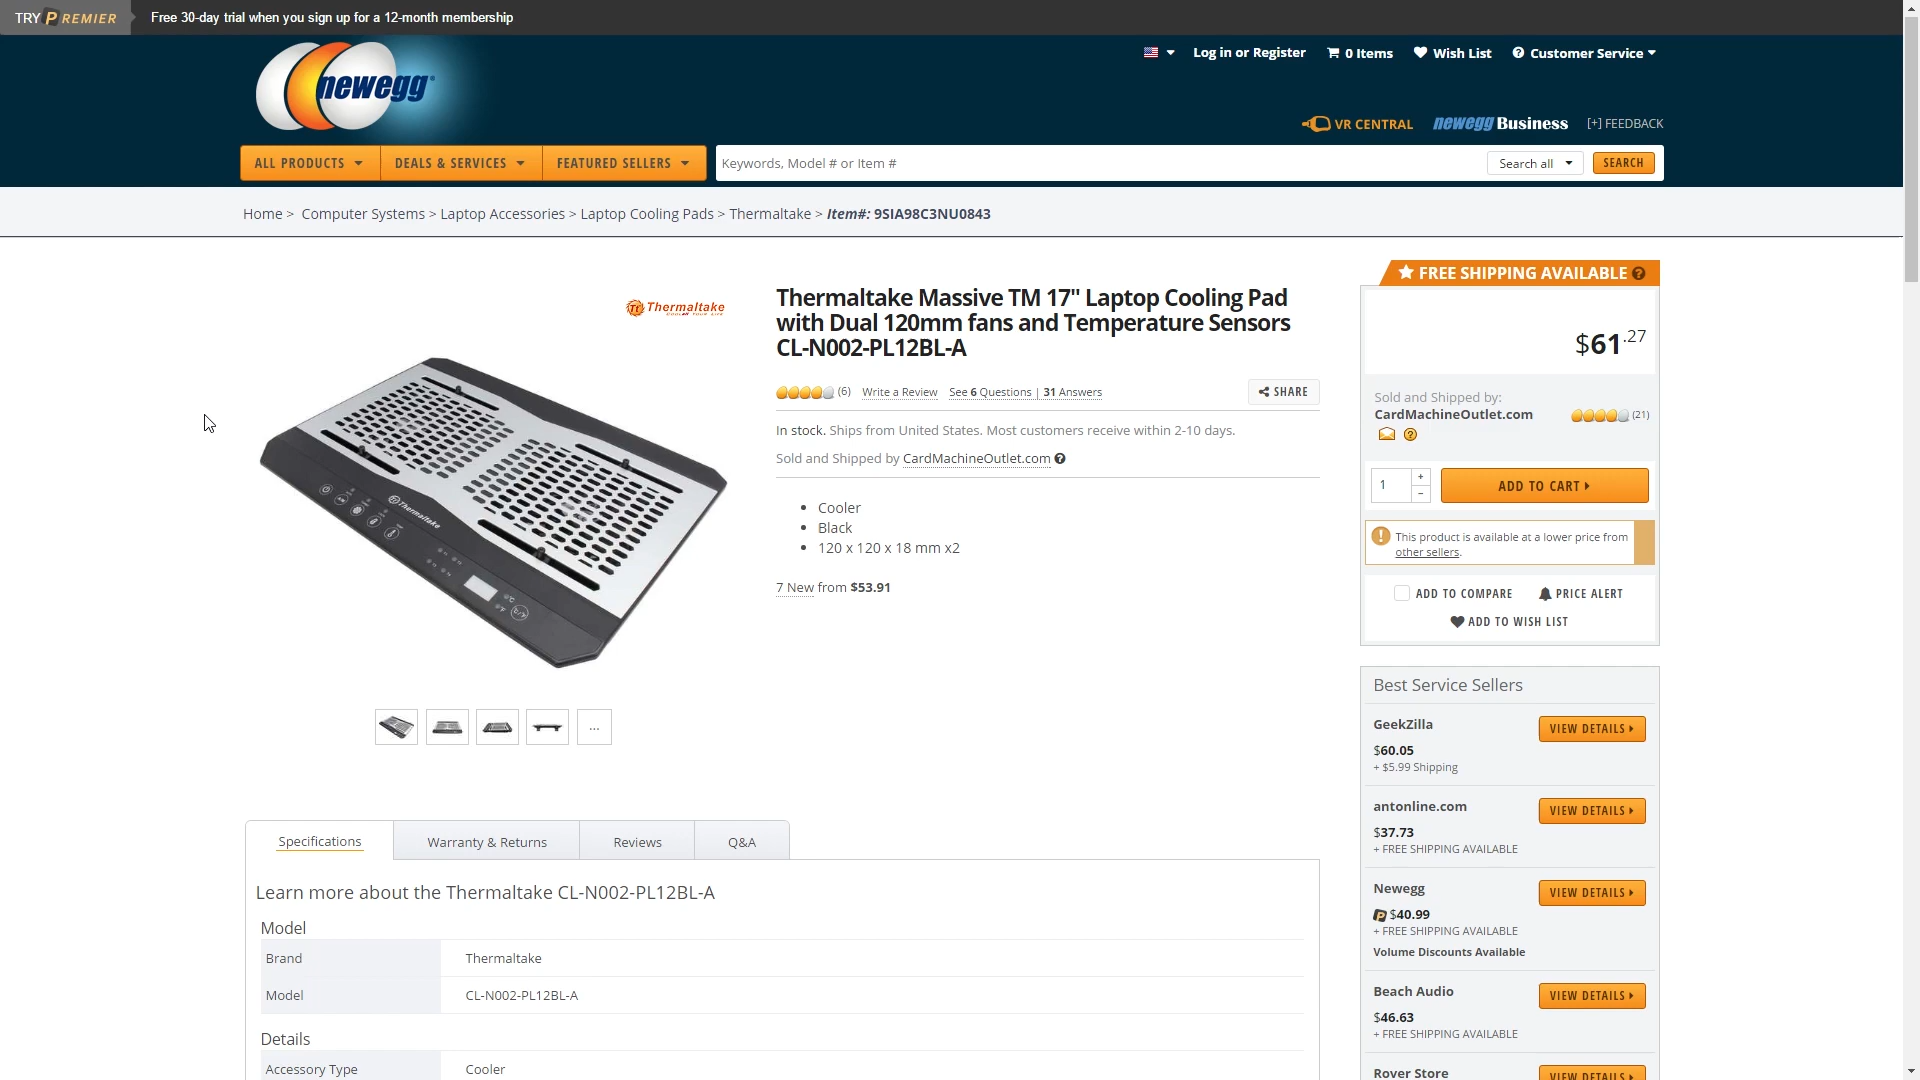 TRY PREMIER
Free 30-day trial when you sign up for a 12-month membership
newegg
Log in or Register
0 Items
Wish List
Customer Service
VR CENTRAL
newegg Business
[+] FEEDBACK
ALL PRODUCTS
DEALS & SERVICES
FEATURED SELLERS
Keywords, Model # or Item #
Search all
SEARCH
Home > Computer Systems > Laptop Accessories > Laptop Cooling Pads > Thermaltake > Item#: 9SIA98C3NU0843
Thermaltake
COOL ALL YOUR LIFE
Thermaltake
Thermaltake Massive TM 17" Laptop Cooling Pad
with Dual 120mm fans and Temperature Sensors
CL-N002-PL12BL-A
(6)
Write a Review
See 6 Questions | 31 Answers
SHARE
In stock. Ships from United States. Most customers receive within 2-10 days.
Sold and Shipped by CardMachineOutlet.com
• Cooler
• Black
• 120 x 120 x 18 mm x2
7 New from $53.91
...
FREE SHIPPING AVAILABLE
$61.27
Sold and Shipped by:
CardMachineOutlet.com
(21)
1
+
-
ADD TO CART
This product is available at a lower price from
other sellers.
ADD TO COMPARE
PRICE ALERT
ADD TO WISH LIST
Best Service Sellers
GeekZilla
VIEW DETAILS
$60.05
+ $5.99 Shipping
antonline.com
VIEW DETAILS
$37.73
+ FREE SHIPPING AVAILABLE
Newegg
VIEW DETAILS
$40.99
+ FREE SHIPPING AVAILABLE
Volume Discounts Available
Beach Audio
VIEW DETAILS
$46.63
+ FREE SHIPPING AVAILABLE
Rover Store
VIEW DETAILS
Specifications
Warranty & Returns
Reviews
Q&A
Learn more about the Thermaltake CL-N002-PL12BL-A
Model
Brand
Thermaltake
Model
CL-N002-PL12BL-A
Details
Accessory Type
Cooler